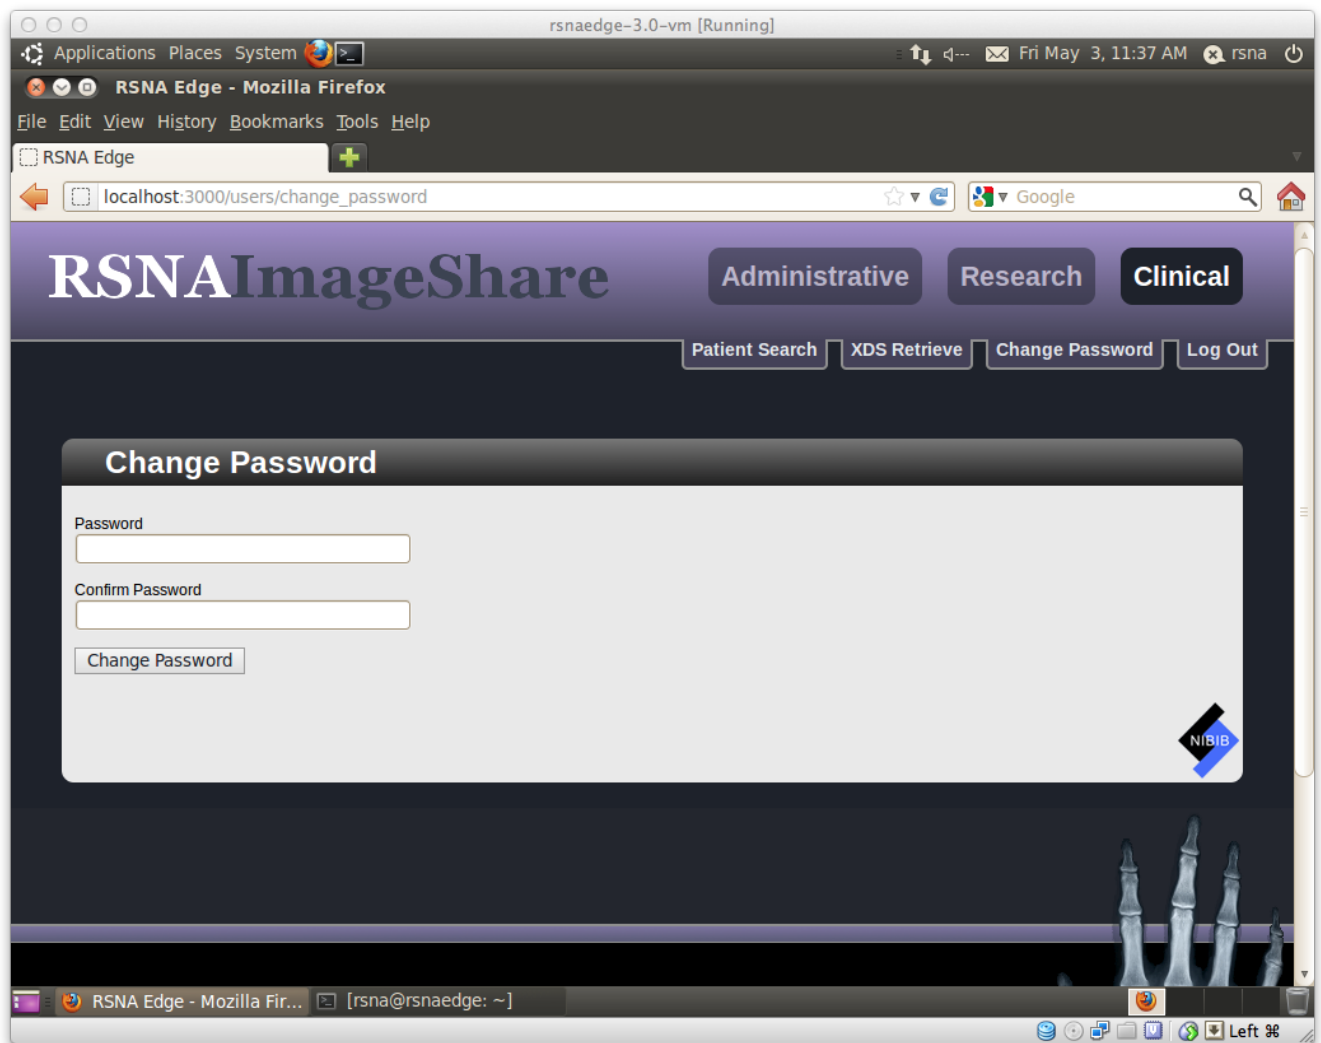 rsnaedge-3.0-vm [Running]
Applications Places System Fri May 3, 11:37 AM rsna
RSNA Edge - Mozilla Firefox
File Edit View History Bookmarks Tools Help
RSNA Edge
localhost:3000/users/change_password Google
RSNAImageShare Administrative Research Clinical
Patient Search XDS Retrieve Change Password Log Out
Change Password
Password
Confirm Password
Change Password
NIBIB
RSNA Edge - Mozilla Fir... [rsna@rsnaedge: ~]
Left ⌘